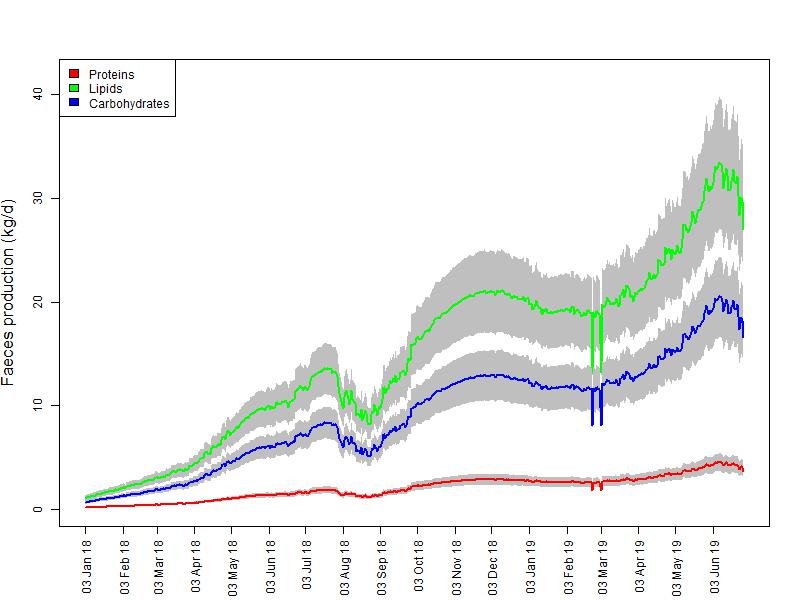 Proteins
Lipids
Carbohydrates
Faeces production (kg/d)
40
30
20
10
0
03 Jan 18
03 Feb 18
03 Mar 18
03 Apr 18
03 May 18
03 Jun 18
03 Jul 18
03 Aug 18
03 Sep 18
03 Oct 18
03 Nov 18
03 Dec 18
03 Jan 19
03 Feb 19
03 Mar 19
03 Apr 19
03 May 19
03 Jun 19